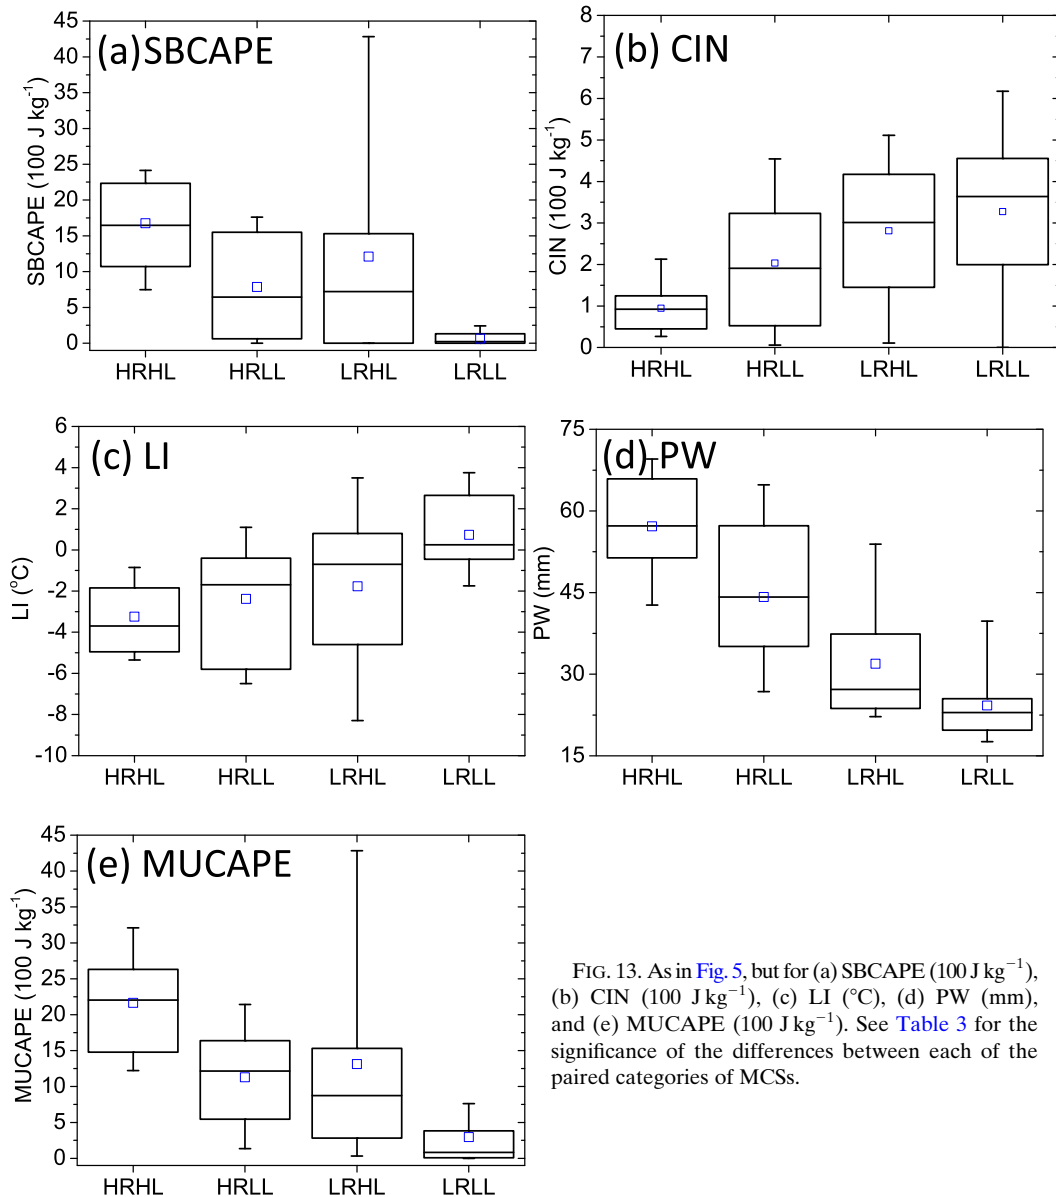 (a)SBCAPE
SBCAPE (100 J kg⁻¹)
45
40
35
30
25
20
15
10
5
0
HRHL HRLL LRHL LRLL
(b) CIN
CIN (100 J kg⁻¹)
8
7
6
5
4
3
2
1
0
HRHL HRLL LRHL LRLL
(c) LI
LI (°C)
6
4
2
0
-2
-4
-6
-8
-10
HRHL HRLL LRHL LRLL
(d) PW
PW (mm)
75
60
45
30
15
HRHL HRLL LRHL LRLL
(e) MUCAPE
MUCAPE (100 J kg⁻¹)
45
40
35
30
25
20
15
10
5
0
HRHL HRLL LRHL LRLL
FIG. 13. As in Fig. 5, but for (a) SBCAPE (100 J kg⁻¹),
(b) CIN (100 J kg⁻¹), (c) LI (°C), (d) PW (mm),
and (e) MUCAPE (100 J kg⁻¹). See Table 3 for the
significance of the differences between each of the
paired categories of MCSs.